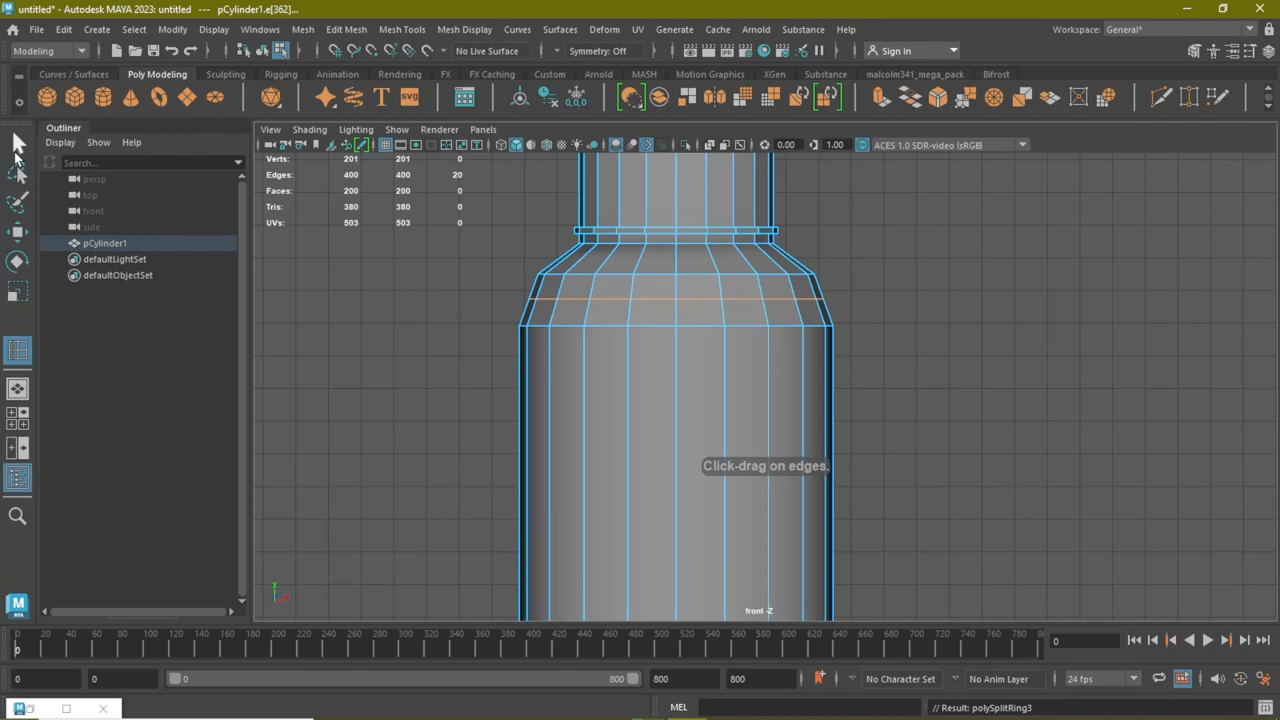 untitled* - Autodesk MAYA 2023: untitled --- pCylinder1.e[362]...
File Edit Create Select Modify Display Windows Mesh Edit Mesh Mesh Tools Mesh Display Curves Surfaces Deform UV Generate Cache Arnold Substance Help Workspace: General*
Modeling No Live Surface Symmetry: Off Sign In
Curves / Surfaces Poly Modeling Sculpting Rigging Animation Rendering FX FX Caching Custom Arnold MASH Motion Graphics XGen Substance malcolm341_mega_pack Bifrost
SVG
Outliner
Display Show Help
Search...
persp
top
front
side
pCylinder1
defaultLightSet
defaultObjectSet
View Shading Lighting Show Renderer Panels
0.00 1.00 ACES 1.0 SDR-video (sRGB)
Verts: 201 201 0
Edges: 400 400 20
Faces: 200 200 0
Tris: 380 380 0
UVs: 503 503 0
Click-drag on edges.
front -Z
0 20 40 60 80 100 120 140 160 180 200 220 240 260 280 300 320 340 360 380 400 420 440 460 480 500 520 540 560 580 600 620 640 660 680 700 720 740 760 780 80 0
0
0 0 0 800 800 800 No Character Set No Anim Layer 24 fps
MEL // Result: polySplitRing3